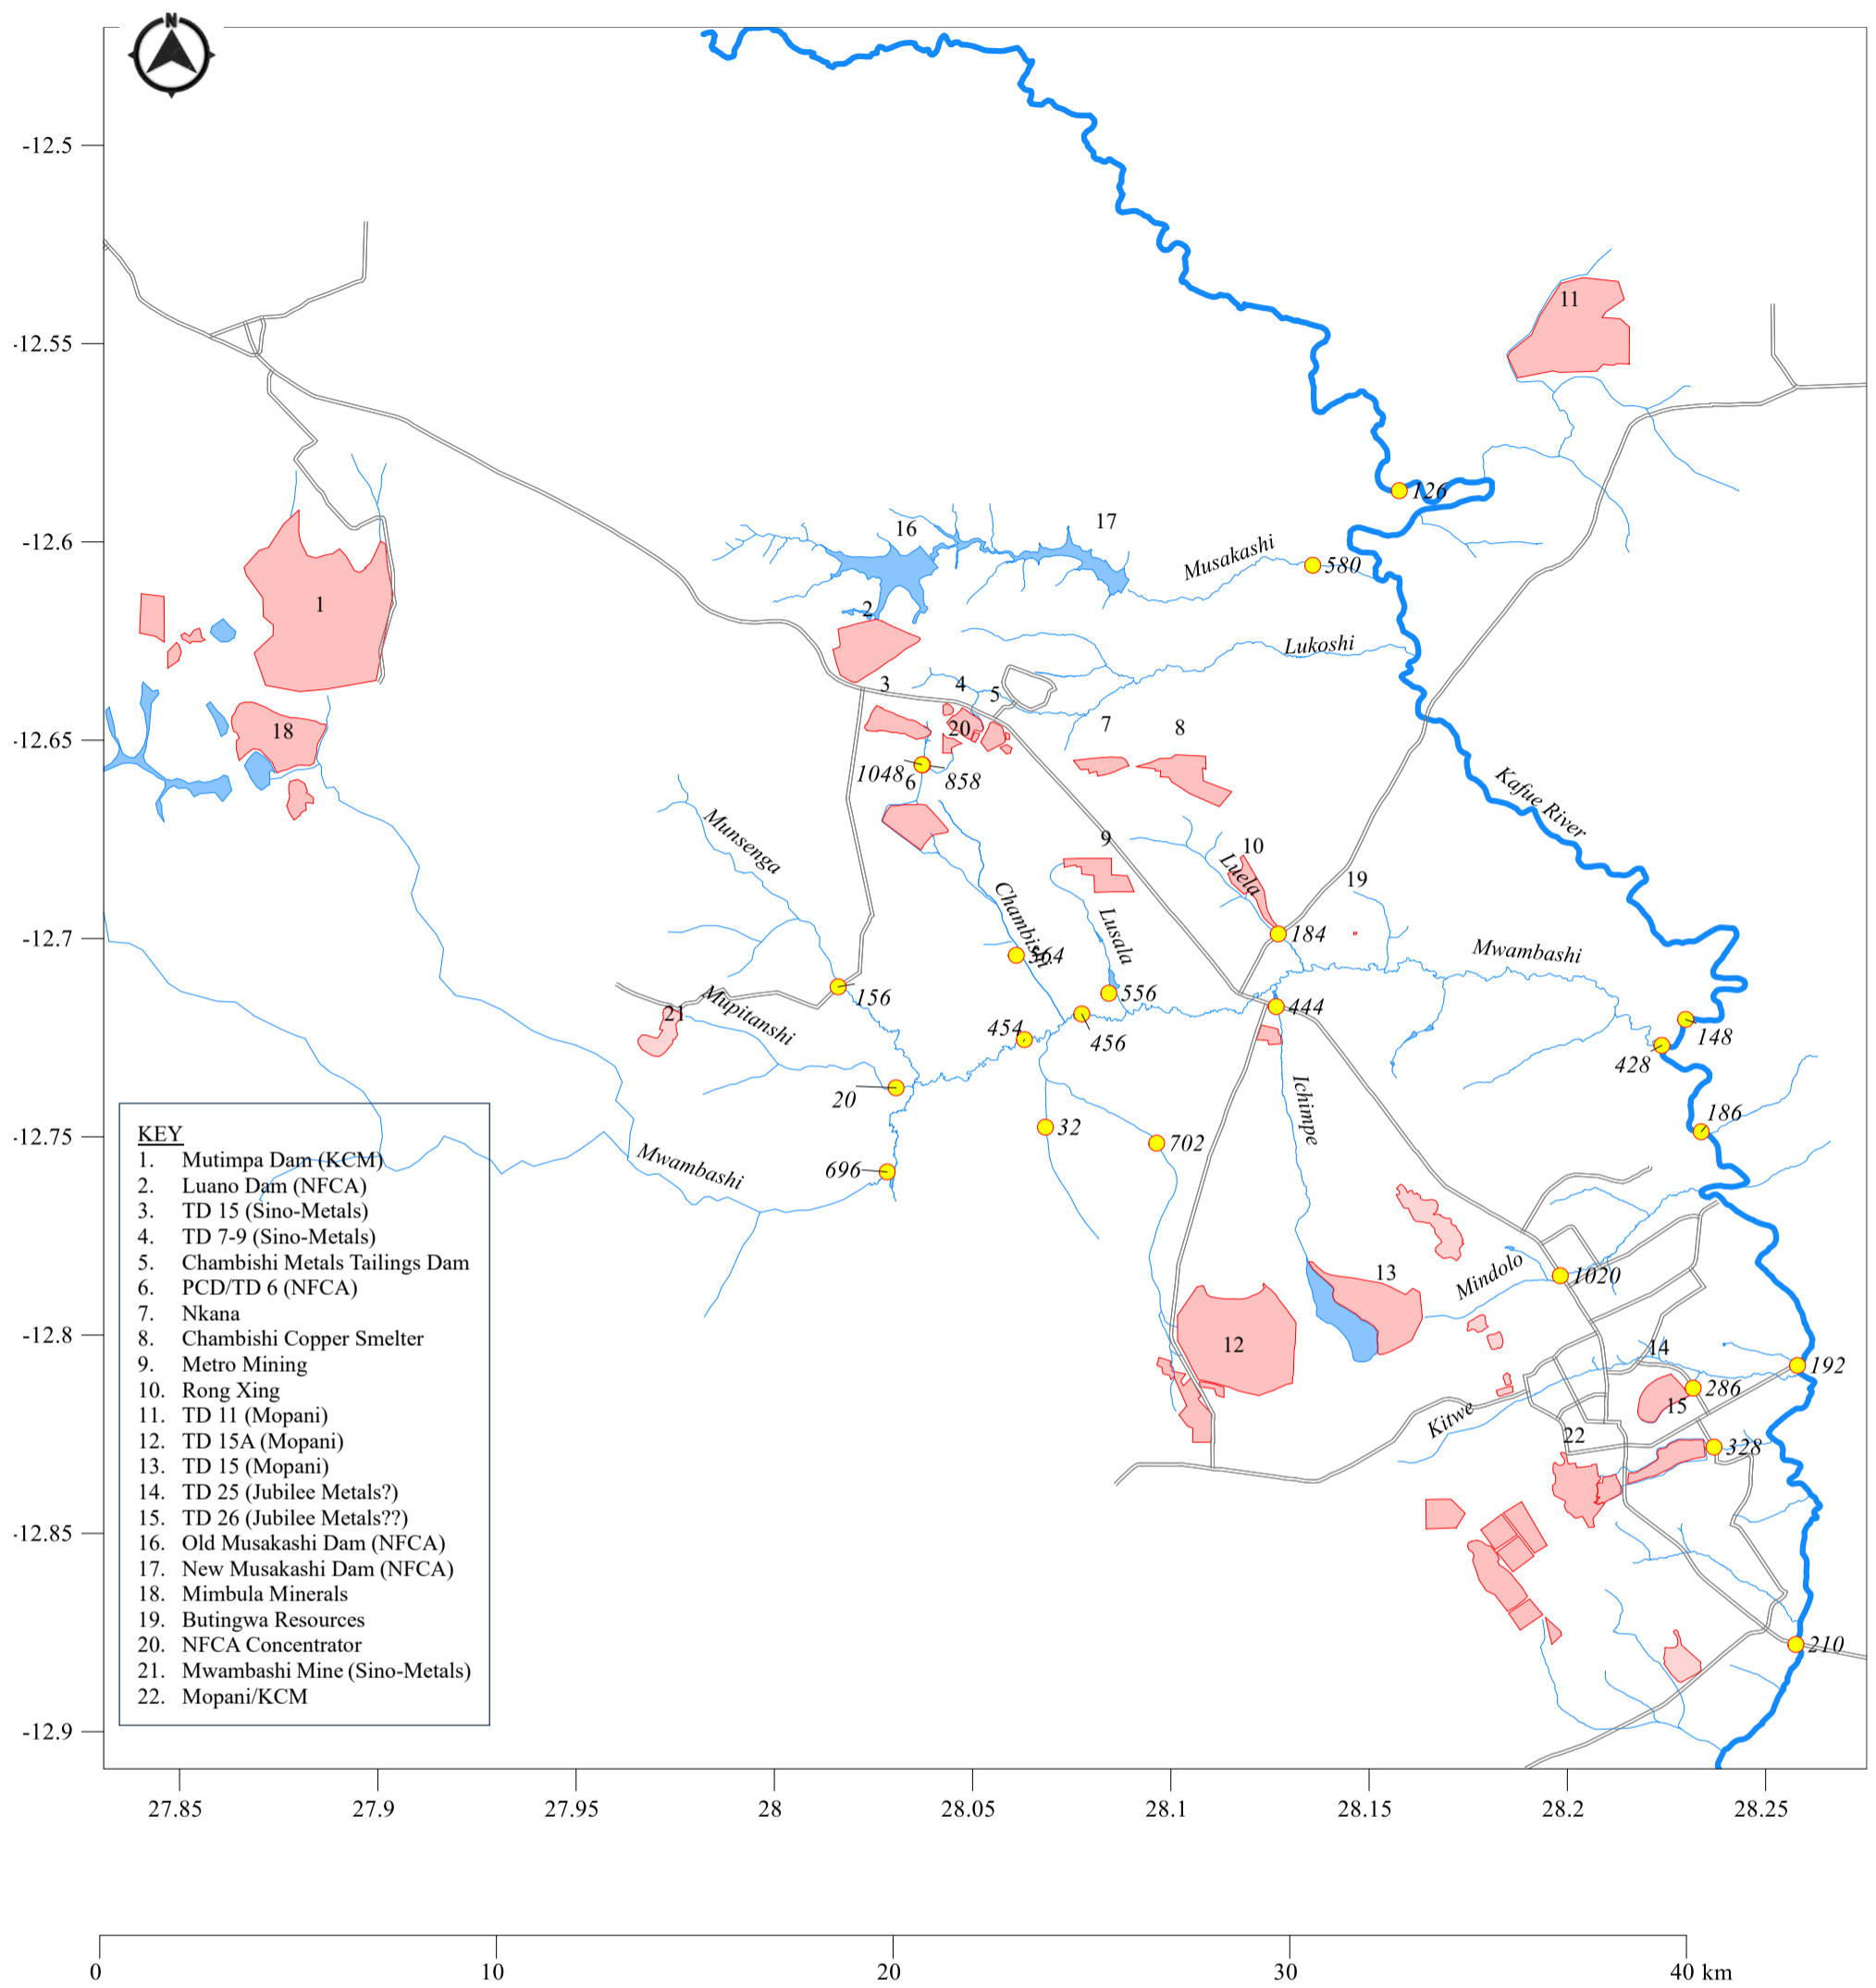 N
-12.5
-12.55
-12.6
-12.65
-12.7
-12.75
-12.8
-12.85
-12.9
11
126
16
17
Musakashi
580
1
2
Lukoshi
3
4
5
18
20
7
8
1048
6
858
Kafue River
Munsenga
9
10
Luela
19
Chambishi
Lusala
184
Mwambashi
564
156
556
21
Mupitanshi
454
456
444
148
428
20
186
Ichimpe
32
702
Mwambashi
696
13
Mindolo
1020
12
14
192
286
15
Kitwe
22
328
210
KEY
1. Mutimpa Dam (KCM)
2. Luano Dam (NFCA)
3. TD 15 (Sino-Metals)
4. TD 7-9 (Sino-Metals)
5. Chambishi Metals Tailings Dam
6. PCD/TD 6 (NFCA)
7. Nkana
8. Chambishi Copper Smelter
9. Metro Mining
10. Rong Xing
11. TD 11 (Mopani)
12. TD 15A (Mopani)
13. TD 15 (Mopani)
14. TD 25 (Jubilee Metals?)
15. TD 26 (Jubilee Metals??)
16. Old Musakashi Dam (NFCA)
17. New Musakashi Dam (NFCA)
18. Mimbula Minerals
19. Butingwa Resources
20. NFCA Concentrator
21. Mwambashi Mine (Sino-Metals)
22. Mopani/KCM
27.85 27.9 27.95 28 28.05 28.1 28.15 28.2 28.25
0 10 20 30 40 km